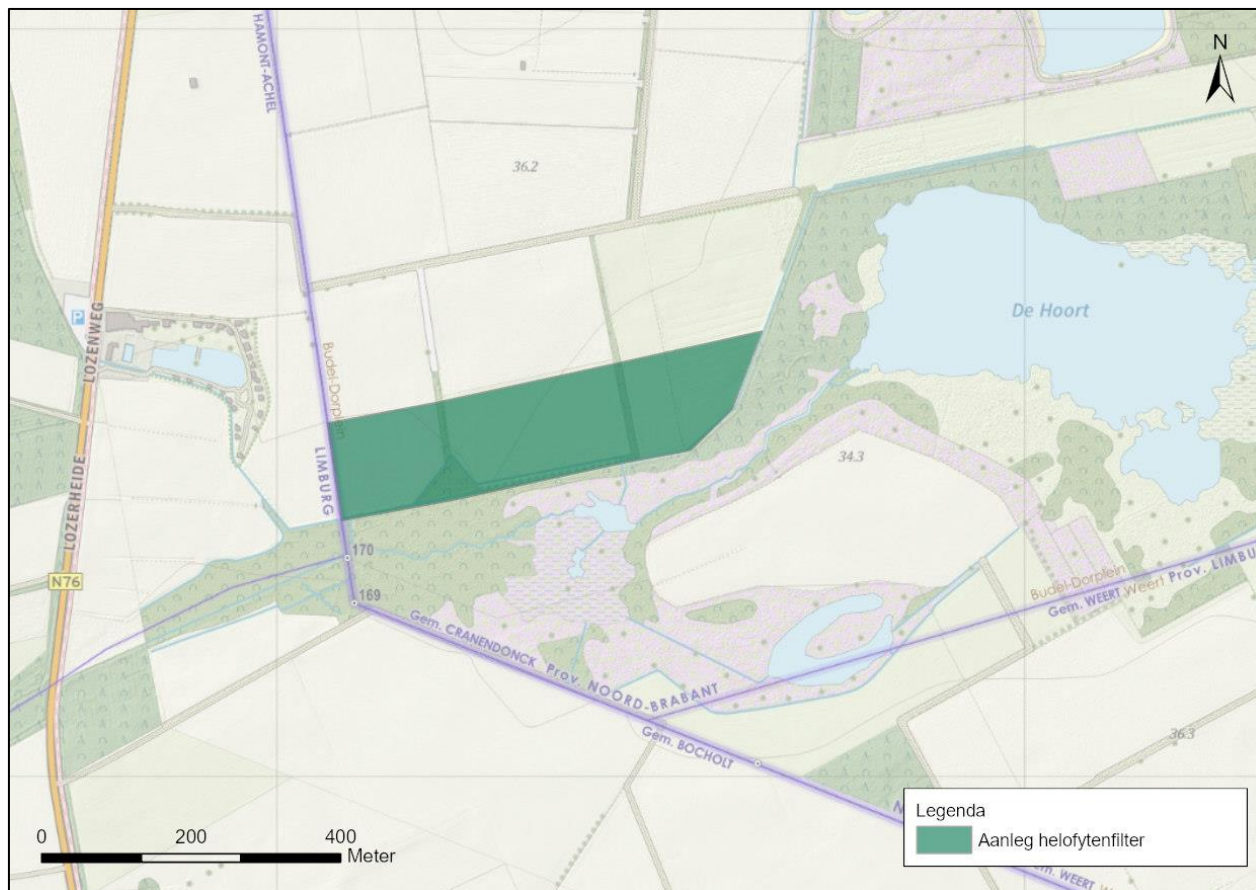 HAMONT-ACHEL
N
36.2
De Hoort
P
LOZENWEG
Budel-Dorplein
LIMBURG
LOZERHEIDE
34.3
170
N76
169
Budel-Dorplein
Gem. WEERT Weert Prov. LIMBU
Gem. CRANENDONCK Prov. NOORD-BRABANT
Gem. BOCHOLT
36.3
0 200 400
Meter
Legenda
Aanleg helofytenfilter
Gem. WEERT